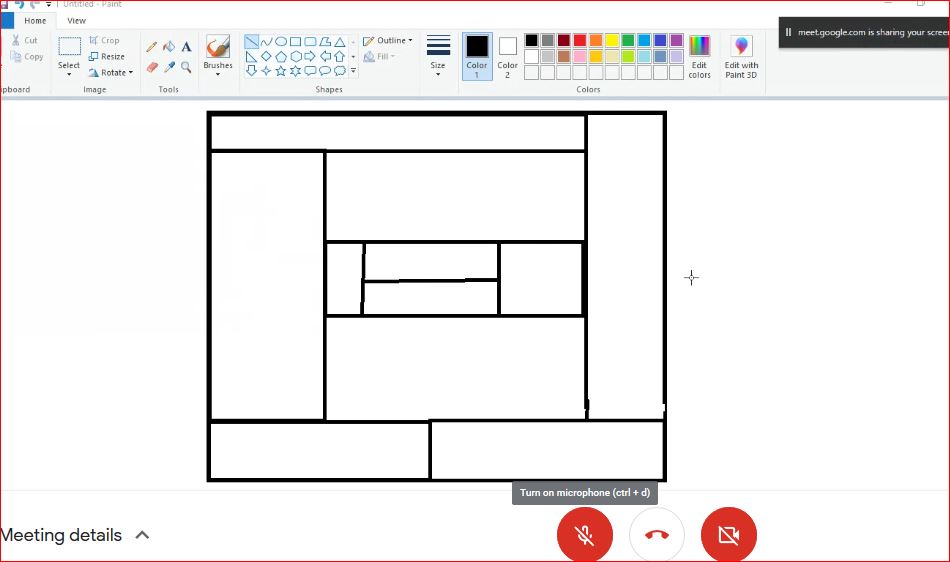 Untitled - Paint
Home View
meet.google.com is sharing your screen
Cut
Copy
Select
Crop
Resize
Rotate
A
Brushes
Outline
Fill
Size
Color
1
Color
2
Edit
colors
Edit with
Paint 3D
ipboard
Image
Tools
Shapes
Colors
Turn on microphone (ctrl + d)
Meeting details